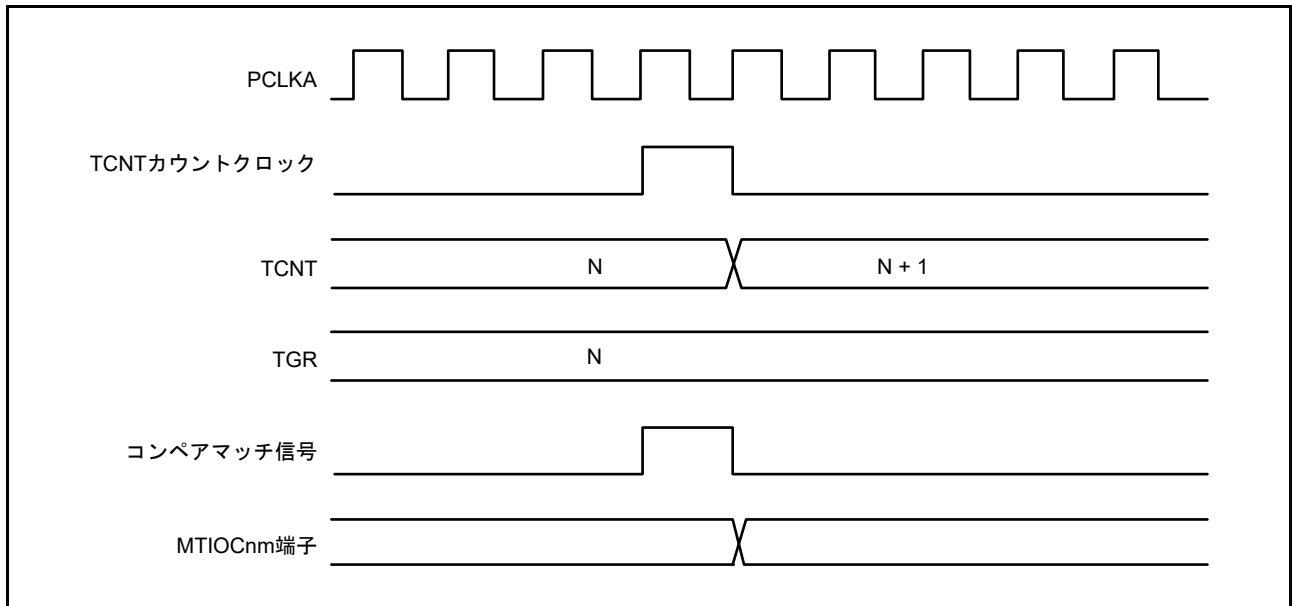 PCLKA
TCNTカウントクロック
TCNT
N
N + 1
TGR
N
コンペアマッチ信号
MTIOCnm端子